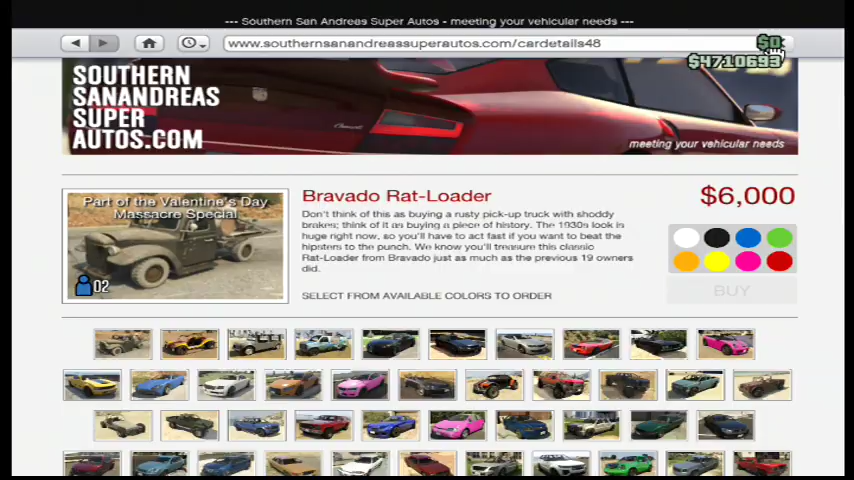 --- Southern San Andreas Super Autos - meeting your vehicular needs ---
www.southernsanandreassuperautos.com/cardetails48
$0
$4710693
SOUTHERN
SANANDREAS
SUPER
AUTOS.COM
meeting your vehicular needs
Part of the Valentine's Day
Massacre Special
02
Bravado Rat-Loader
$6,000
Don't think of this as buying a rusty pick-up truck with shoddy
brakes; think of it as buying a piece of history. The 1930s look in
huge right now, so you'll have to act fast if you want to beat the
hipsters to the punch. We know you'll treasure this classic
Rat-Loader from Bravado just as much as the previous 19 owners
did.
SELECT FROM AVAILABLE COLORS TO ORDER
BUY